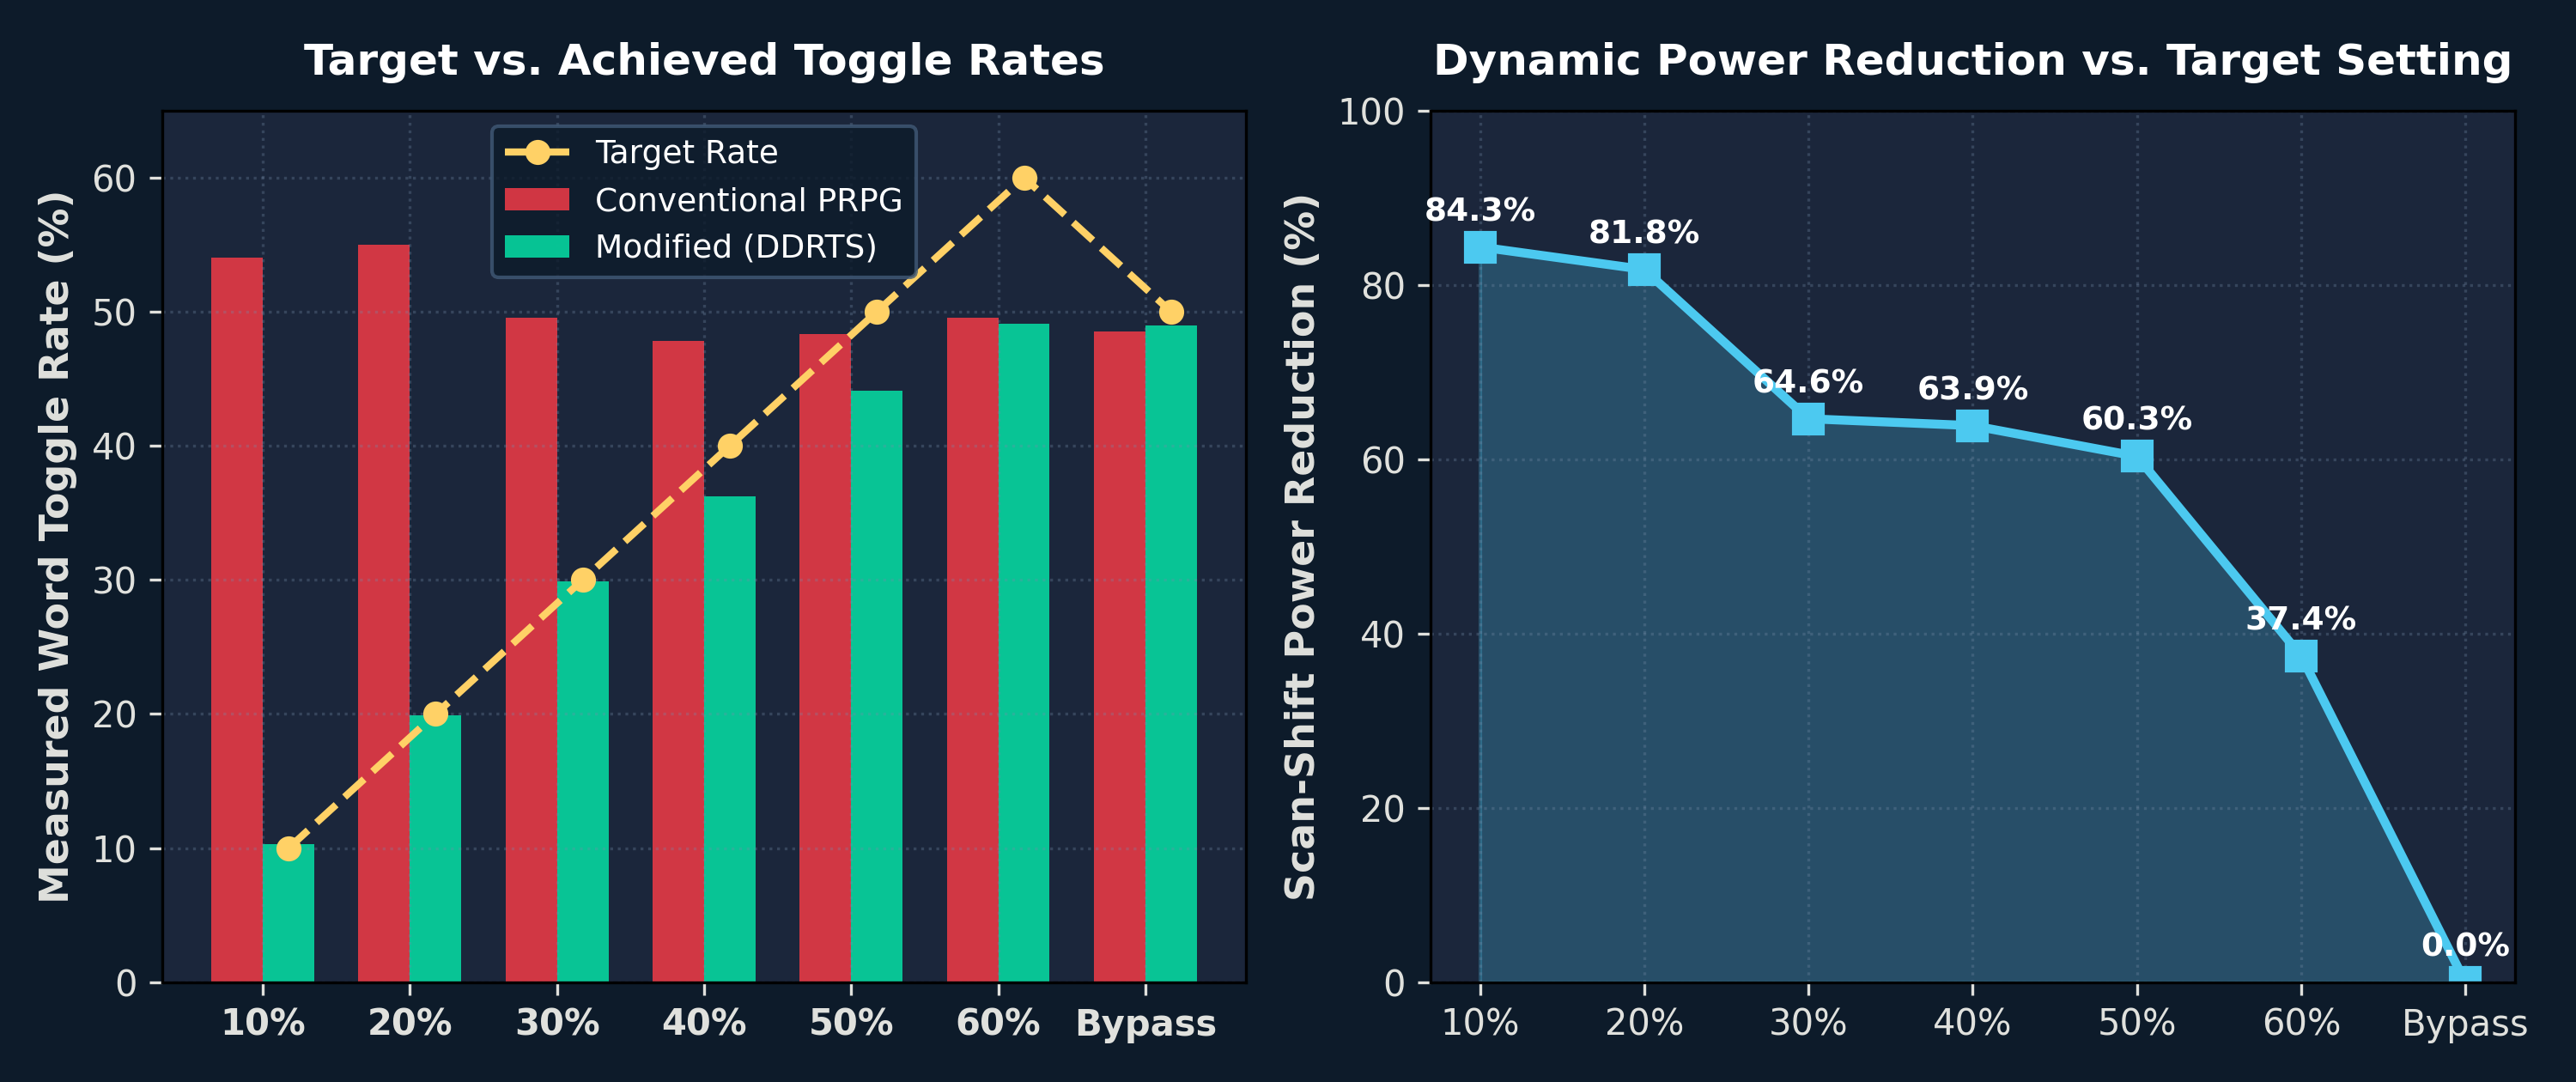 Target vs. Achieved Toggle Rates
Measured Word Toggle Rate (%)
60
50
40
30
20
10
0
Target Rate
Conventional PRPG
Modified (DDRTS)
10% 20% 30% 40% 50% 60% Bypass
Dynamic Power Reduction vs. Target Setting
Scan-Shift Power Reduction (%)
100
80
60
40
20
0
84.3%
81.8%
64.6%
63.9%
60.3%
37.4%
0.0%
10% 20% 30% 40% 50% 60% Bypass